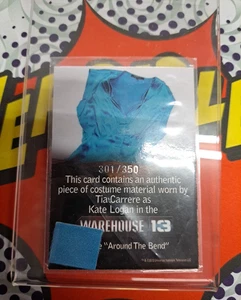 301/350
This card contains an authentic
piece of costume material worn by
Tia Carrere as
Kate Logan in the
WAREHOUSE 13
"Around The Bend"